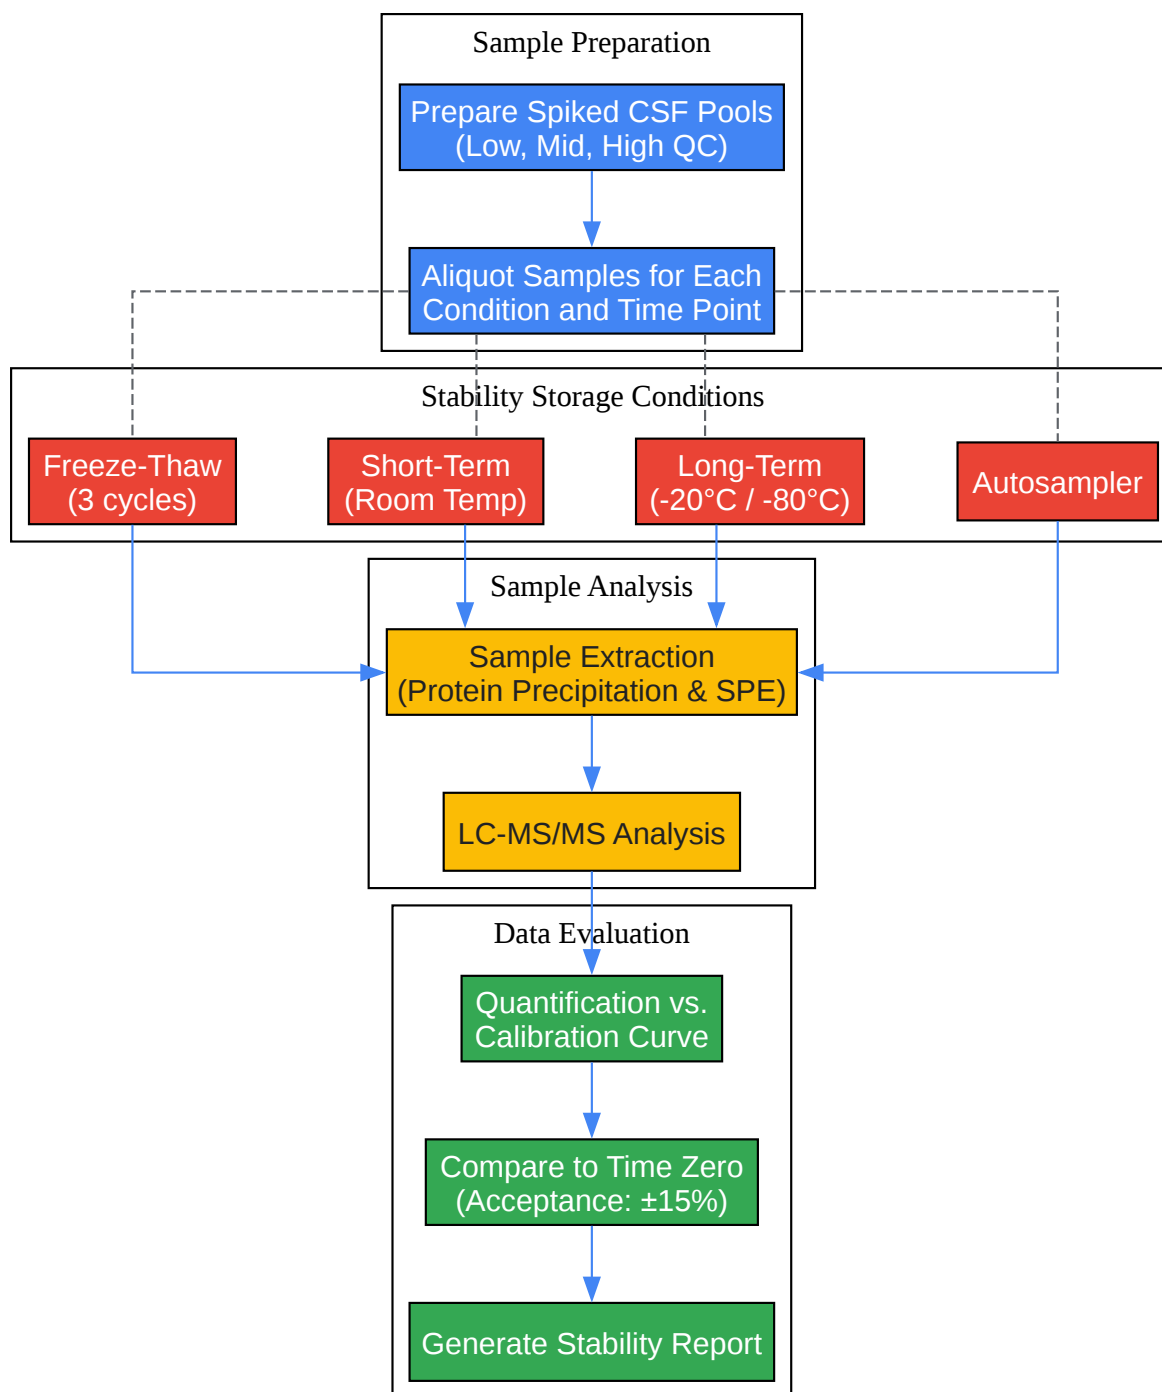 Sample Preparation
Prepare Spiked CSF Pools
(Low, Mid, High QC)
Aliquot Samples for Each
Condition and Time Point
Stability Storage Conditions
Freeze-Thaw
(3 cycles)
Short-Term
(Room Temp)
Long-Term
(-20°C / -80°C)
Autosampler
Sample Analysis
Sample Extraction
(Protein Precipitation & SPE)
LC-MS/MS Analysis
Data Evaluation
Quantification vs.
Calibration Curve
Compare to Time Zero
(Acceptance: ±15%)
Generate Stability Report